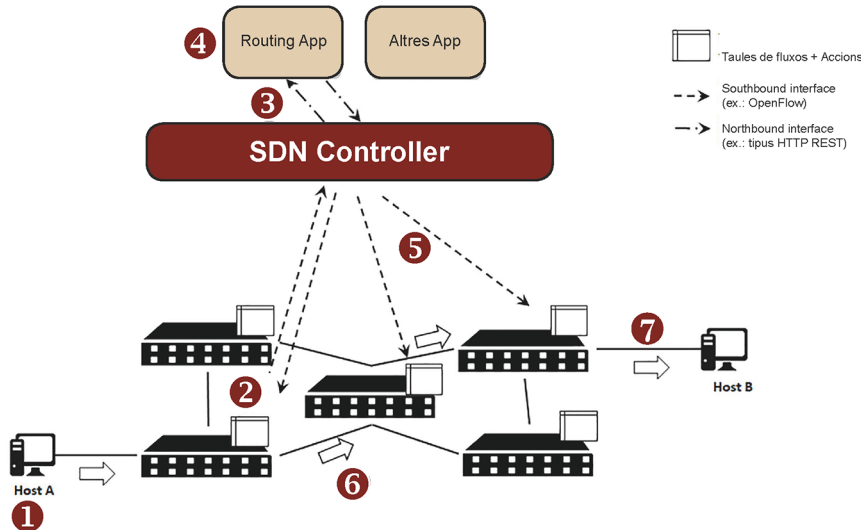 4
Routing App
Altres App
Taules de fluxos + Accions
3
Southbound interface
(ex.: OpenFlow)
Northbound interface
(ex.: tipus HTTP REST)
SDN Controller
5
7
2
Host B
6
Host A
1